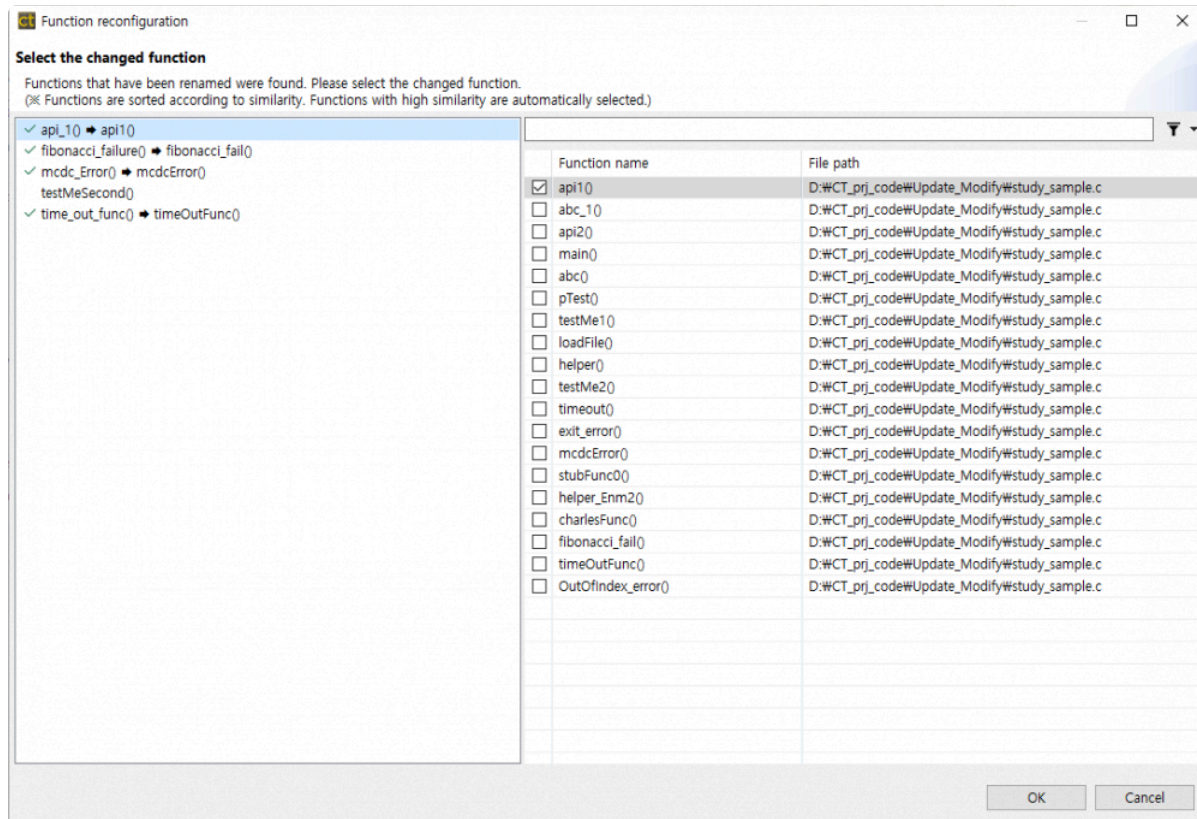 ct Function reconfiguration
Select the changed function
Functions that have been renamed were found. Please select the changed function.
(※ Functions are sorted according to similarity. Functions with high similarity are automatically selected.)
✓ api_1() ➡ api1()
✓ fibonacci_failure() ➡ fibonacci_fail()
✓ mcdc_Error() ➡ mcdcError()
testMeSecond()
✓ time_out_func() ➡ timeOutFunc()
Function name File path
api1() D:₩CT_prj_code₩Update_Modify₩study_sample.c
abc_1() D:₩CT_prj_code₩Update_Modify₩study_sample.c
api2() D:₩CT_prj_code₩Update_Modify₩study_sample.c
main() D:₩CT_prj_code₩Update_Modify₩study_sample.c
abc() D:₩CT_prj_code₩Update_Modify₩study_sample.c
pTest() D:₩CT_prj_code₩Update_Modify₩study_sample.c
testMe1() D:₩CT_prj_code₩Update_Modify₩study_sample.c
loadFile() D:₩CT_prj_code₩Update_Modify₩study_sample.c
helper() D:₩CT_prj_code₩Update_Modify₩study_sample.c
testMe2() D:₩CT_prj_code₩Update_Modify₩study_sample.c
timeout() D:₩CT_prj_code₩Update_Modify₩study_sample.c
exit_error() D:₩CT_prj_code₩Update_Modify₩study_sample.c
mcdcError() D:₩CT_prj_code₩Update_Modify₩study_sample.c
stubFunc0() D:₩CT_prj_code₩Update_Modify₩study_sample.c
helper_Enm2() D:₩CT_prj_code₩Update_Modify₩study_sample.c
charlesFunc() D:₩CT_prj_code₩Update_Modify₩study_sample.c
fibonacci_fail() D:₩CT_prj_code₩Update_Modify₩study_sample.c
timeOutFunc() D:₩CT_prj_code₩Update_Modify₩study_sample.c
OutOfIndex_error() D:₩CT_prj_code₩Update_Modify₩study_sample.c
OK Cancel